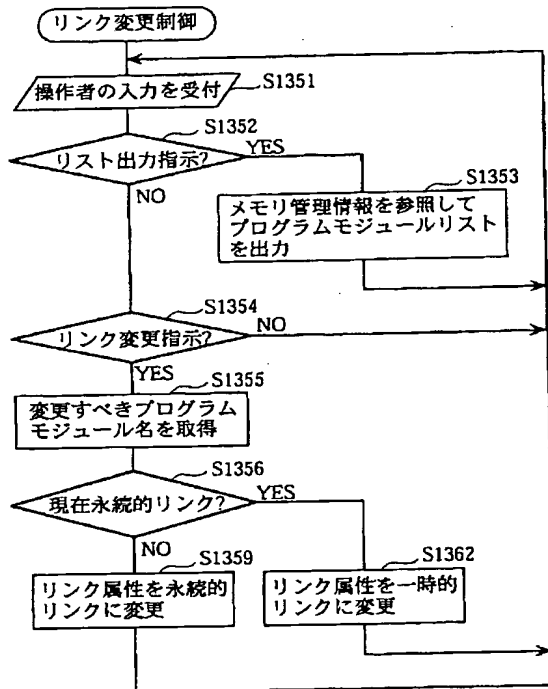 リンク変更制御
操作者の入力を受付
S1351
S1352
リスト出力指示?
YES
NO
S1353
メモリ管理情報を参照して
プログラムモジュールリスト
を出力
S1354
リンク変更指示?
NO
YES
S1355
変更すべきプログラム
モジュール名を取得
S1356
現在永続的リンク?
YES
NO
S1359
リンク属性を永続的
リンクに変更
S1362
リンク属性を一時的
リンクに変更